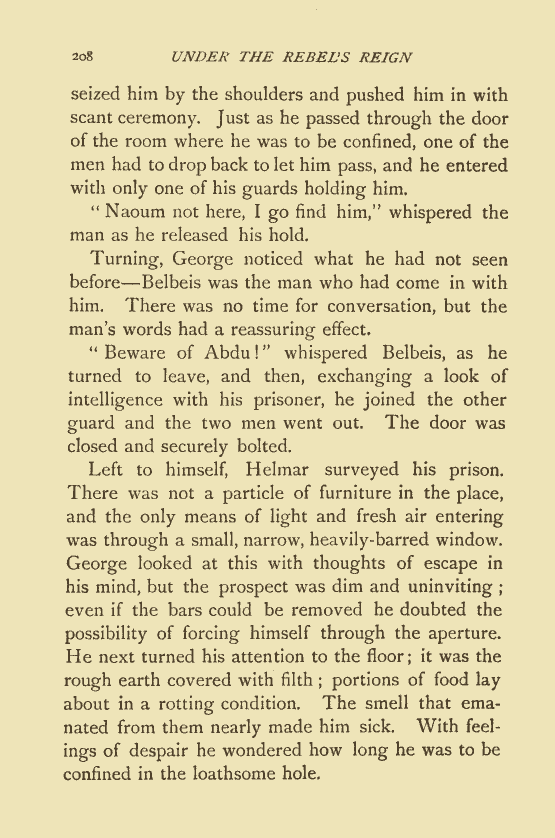 208 UNDER THE REBEL'S REIGN
seized him by the shoulders and pushed him in with
scant ceremony. Just as he passed through the door
of the room where he was to be confined, one of the
men had to drop back to let him pass, and he entered
with only one of his guards holding him.
“ Naoum not here, I go find him,” whispered the
man as he released his hold.
Turning, George noticed what he had not seen
before—Belbeis was the man who had come in with
him. There was no time for conversation, but the
man's words had a reassuring effect.
“ Beware of Abdu!” whispered Belbeis, as he
turned to leave, and then, exchanging a look of
intelligence with his prisoner, he joined the other
guard and the two men went out. The door was
closed and securely bolted.
Left to himself, Helmar surveyed his prison.
There was not a particle of furniture in the place,
and the only means of light and fresh air entering
was through a small, narrow, heavily-barred window.
George looked at this with thoughts of escape in
his mind, but the prospect was dim and uninviting ;
even if the bars could be removed he doubted the
possibility of forcing himself through the aperture.
He next turned his attention to the floor; it was the
rough earth covered with filth ; portions of food lay
about in a rotting condition. The smell that ema-
nated from them nearly made him sick. With feel-
ings of despair he wondered how long he was to be
confined in the loathsome hole.